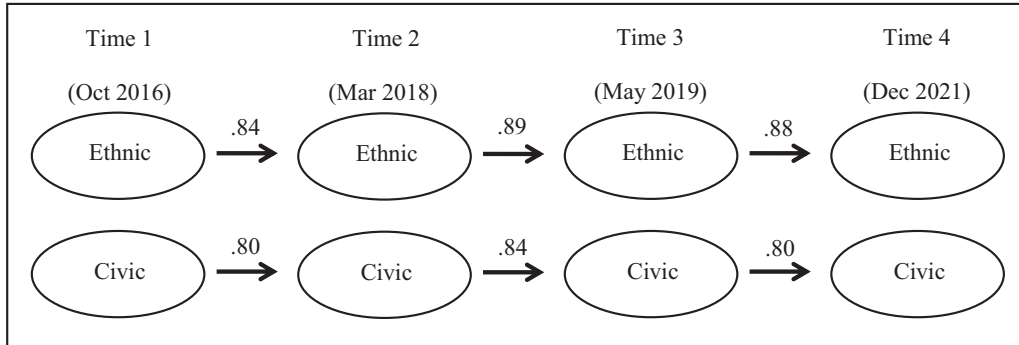 Time 1 Time 2 Time 3 Time 4
(Oct 2016) (Mar 2018) (May 2019) (Dec 2021)
.84 .89 .88
Ethnic Ethnic Ethnic Ethnic
.80 .84 .80
Civic Civic Civic Civic